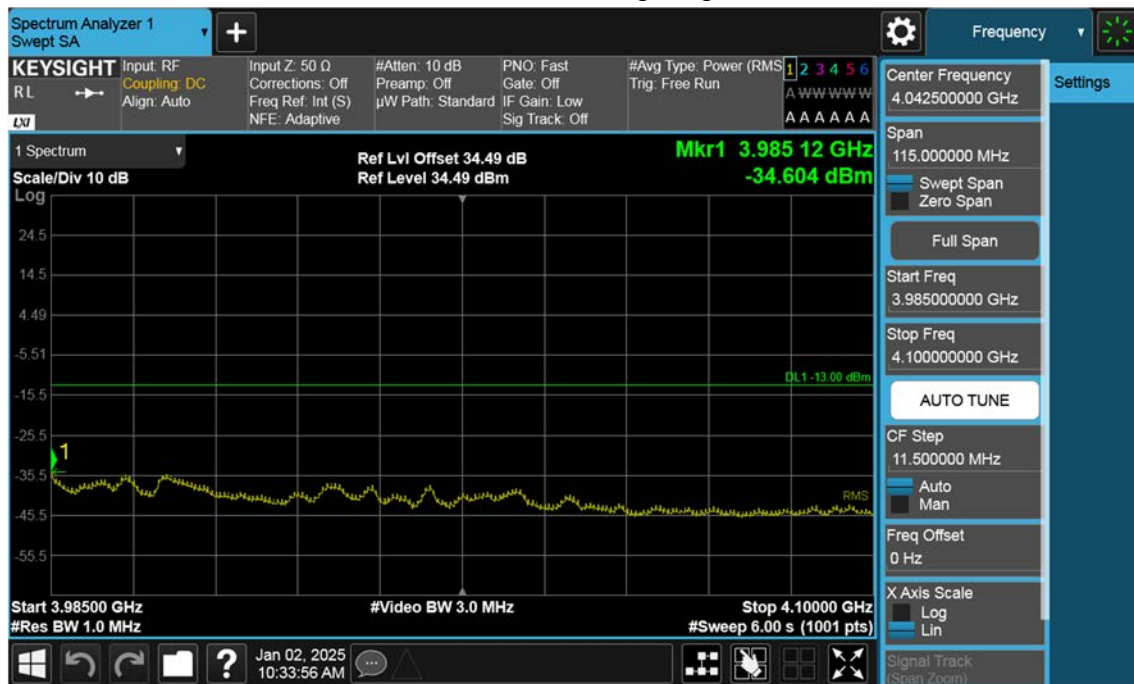 Spectrum Analyzer 1
Swept SA
+
Frequency
KEYSIGHT
R L
LXI
Input: RF
Coupling: DC
Align: Auto
Input Z: 50 Ω
Corrections: Off
Freq Ref: Int (S)
NFE: Adaptive
#Atten: 10 dB
Preamp: Off
µW Path: Standard
PNO: Fast
Gate: Off
IF Gain: Low
Sig Track: Off
#Avg Type: Power (RMS
Trig: Free Run
1 2 3 4 5 6
A W W W W W
A A A A A A
1 Spectrum
Scale/Div 10 dB
Ref Lvl Offset 34.49 dB
Ref Level 34.49 dBm
Mkr1 3.985 12 GHz
-34.604 dBm
Log
24.5
14.5
4.49
-5.51
-15.5
-25.5
-35.5
-45.5
-55.5
DL1 -13.00 dBm
1
RMS
Start 3.98500 GHz
#Res BW 1.0 MHz
#Video BW 3.0 MHz
Stop 4.10000 GHz
#Sweep 6.00 s (1001 pts)
Center Frequency
4.042500000 GHz
Span
115.000000 MHz
Swept Span
Zero Span
Full Span
Start Freq
3.985000000 GHz
Stop Freq
4.100000000 GHz
AUTO TUNE
CF Step
11.500000 MHz
Auto
Man
Freq Offset
0 Hz
X Axis Scale
Log
Lin
Signal Track
(Span Zoom)
Settings
?
Jan 02, 2025
10:33:56 AM